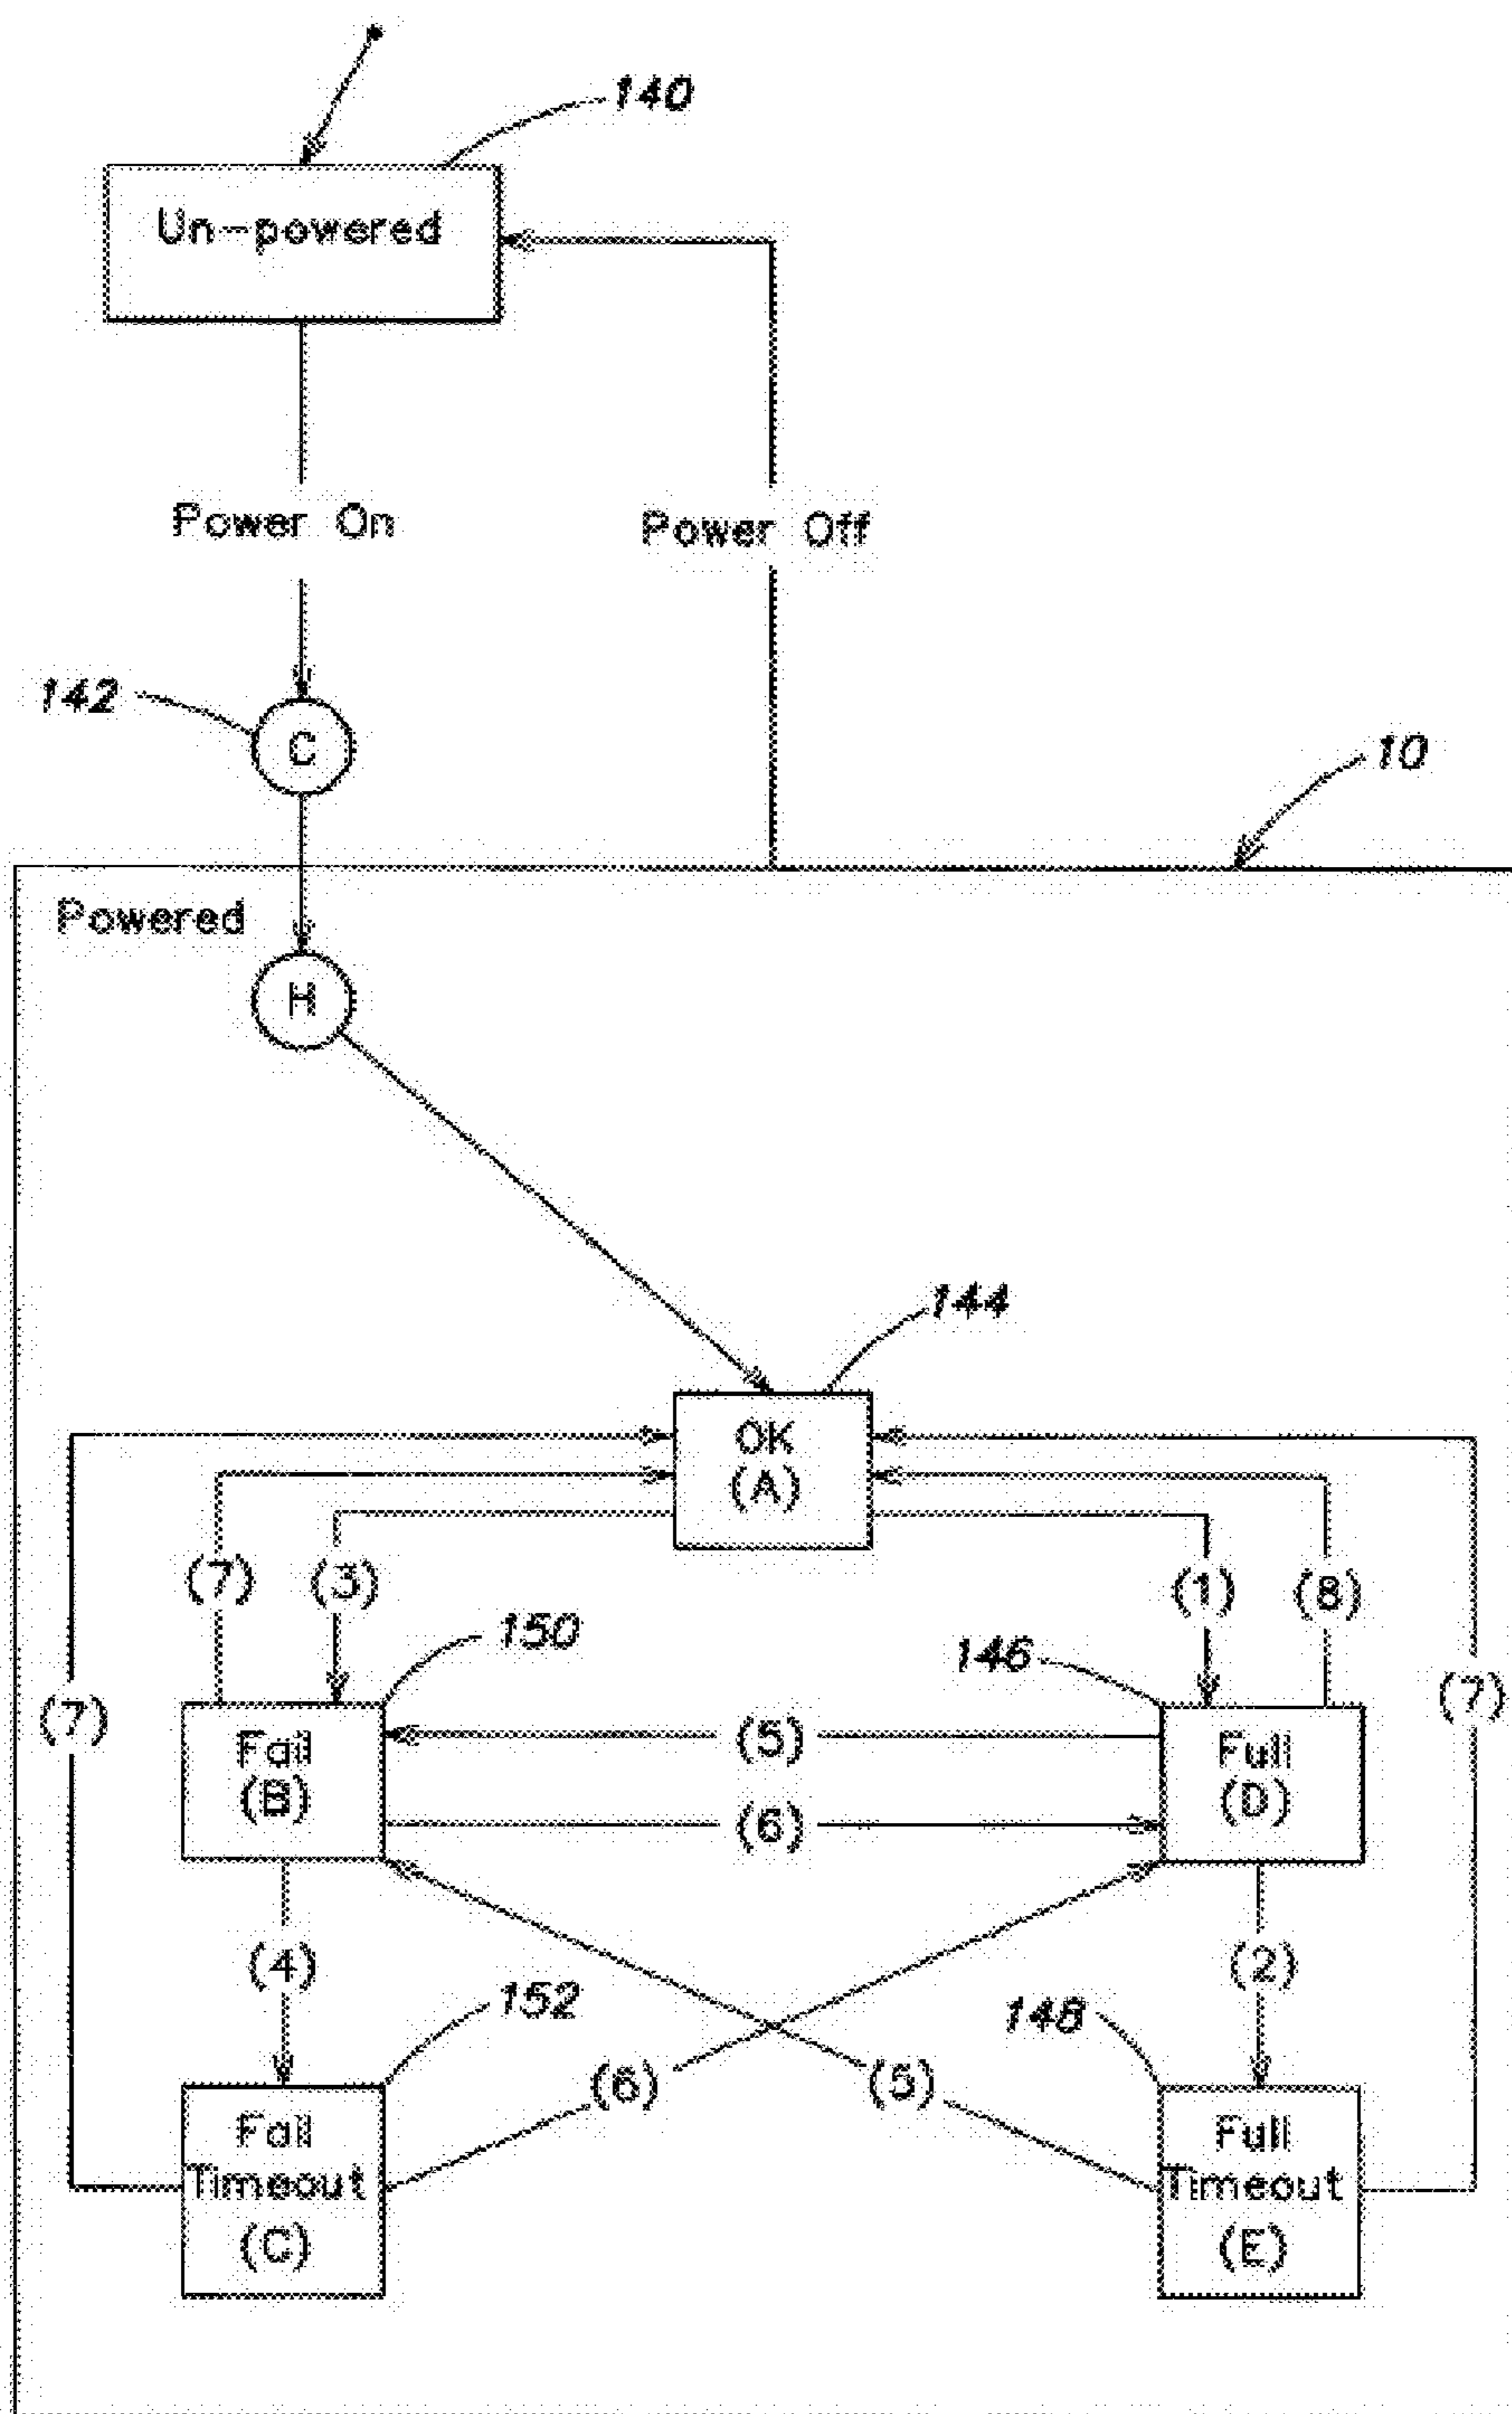 140
Un-powered
Power On
Power Off
142
C
10
Powered
H
144
OK
(A)
(7)
(3)
(1)
(8)
150
146
(7)
(7)
Fail
(B)
(5)
Full
(D)
(6)
(4)
(2)
152
148
(6)
(5)
Fail
Timeout
(C)
Full
Timeout
(E)